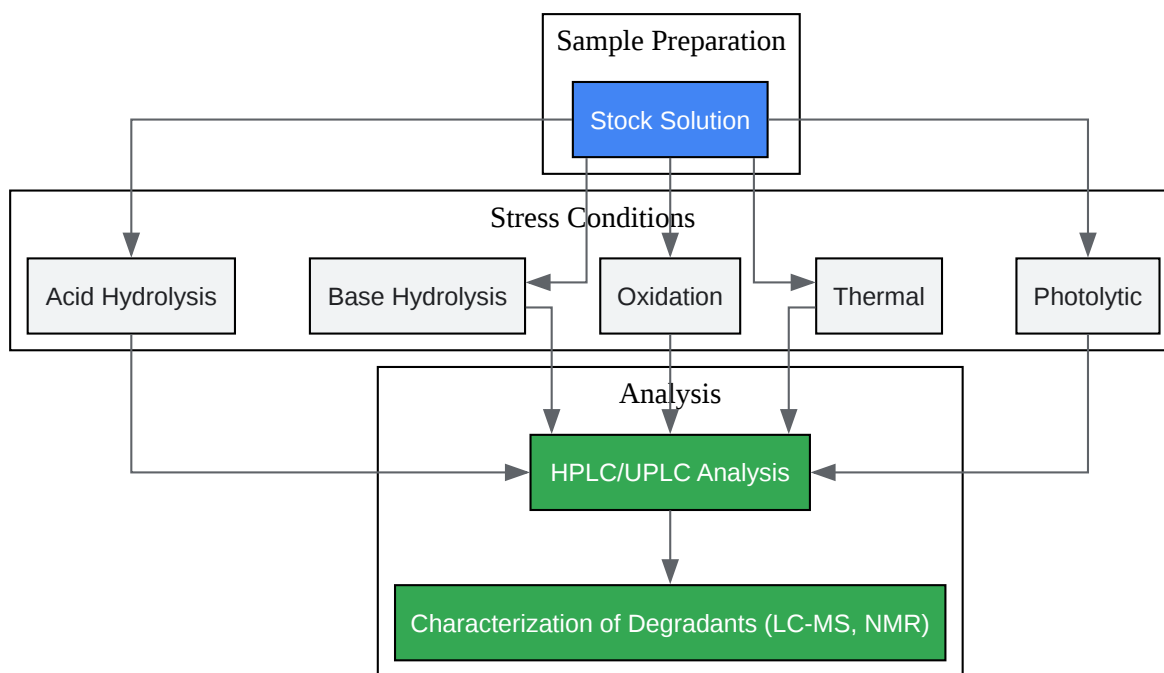 Sample Preparation
Stock Solution
Stress Conditions
Acid Hydrolysis
Base Hydrolysis
Oxidation
Thermal
Photolytic
Analysis
HPLC/UPLC Analysis
Characterization of Degradants (LC-MS, NMR)